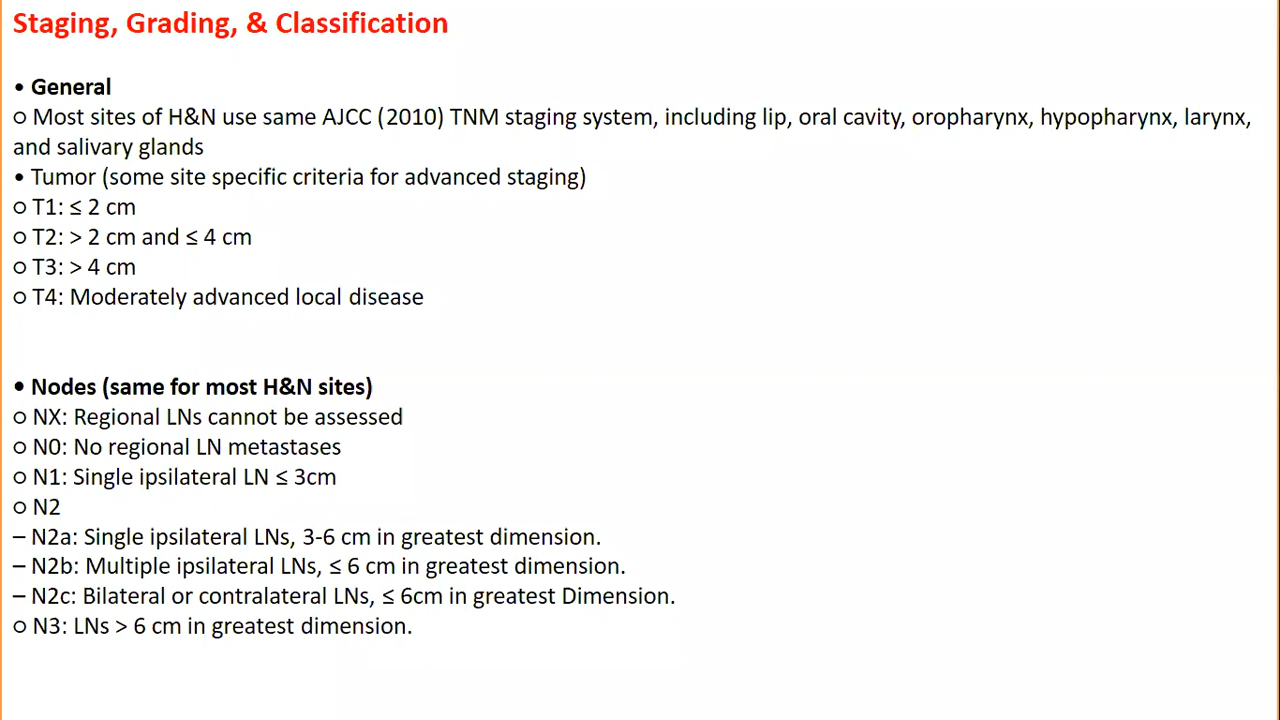 Staging, Grading, & Classification
• General
○ Most sites of H&N use same AJCC (2010) TNM staging system, including lip, oral cavity, oropharynx, hypopharynx, larynx,
and salivary glands
• Tumor (some site specific criteria for advanced staging)
○ T1: ≤ 2 cm
○ T2: > 2 cm and ≤ 4 cm
○ T3: > 4 cm
○ T4: Moderately advanced local disease
• Nodes (same for most H&N sites)
○ NX: Regional LNs cannot be assessed
○ N0: No regional LN metastases
○ N1: Single ipsilateral LN ≤ 3cm
○ N2
– N2a: Single ipsilateral LNs, 3-6 cm in greatest dimension.
– N2b: Multiple ipsilateral LNs, ≤ 6 cm in greatest dimension.
– N2c: Bilateral or contralateral LNs, ≤ 6cm in greatest Dimension.
○ N3: LNs > 6 cm in greatest dimension.